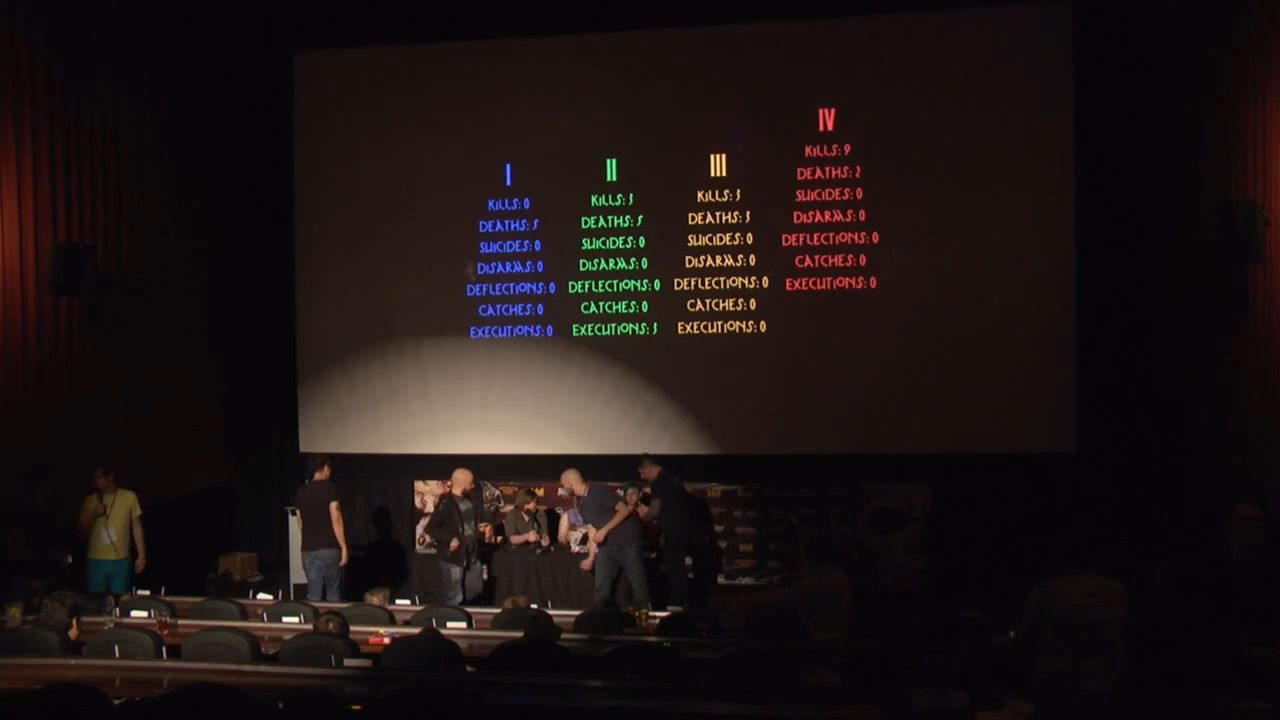 I
KILLS: 0
DEATHS: 5
SUICIDES: 0
DISARMS: 0
DEFLECTIONS: 0
CATCHES: 0
EXECUTIONS: 0
II
KILLS: 3
DEATHS: 5
SUICIDES: 0
DISARMS: 0
DEFLECTIONS: 0
CATCHES: 0
EXECUTIONS: 3
III
KILLS: 3
DEATHS: 3
SUICIDES: 0
DISARMS: 0
DEFLECTIONS: 0
CATCHES: 0
EXECUTIONS: 0
IV
KILLS: 9
DEATHS: 2
SUICIDES: 0
DISARMS: 0
DEFLECTIONS: 0
CATCHES: 0
EXECUTIONS: 0